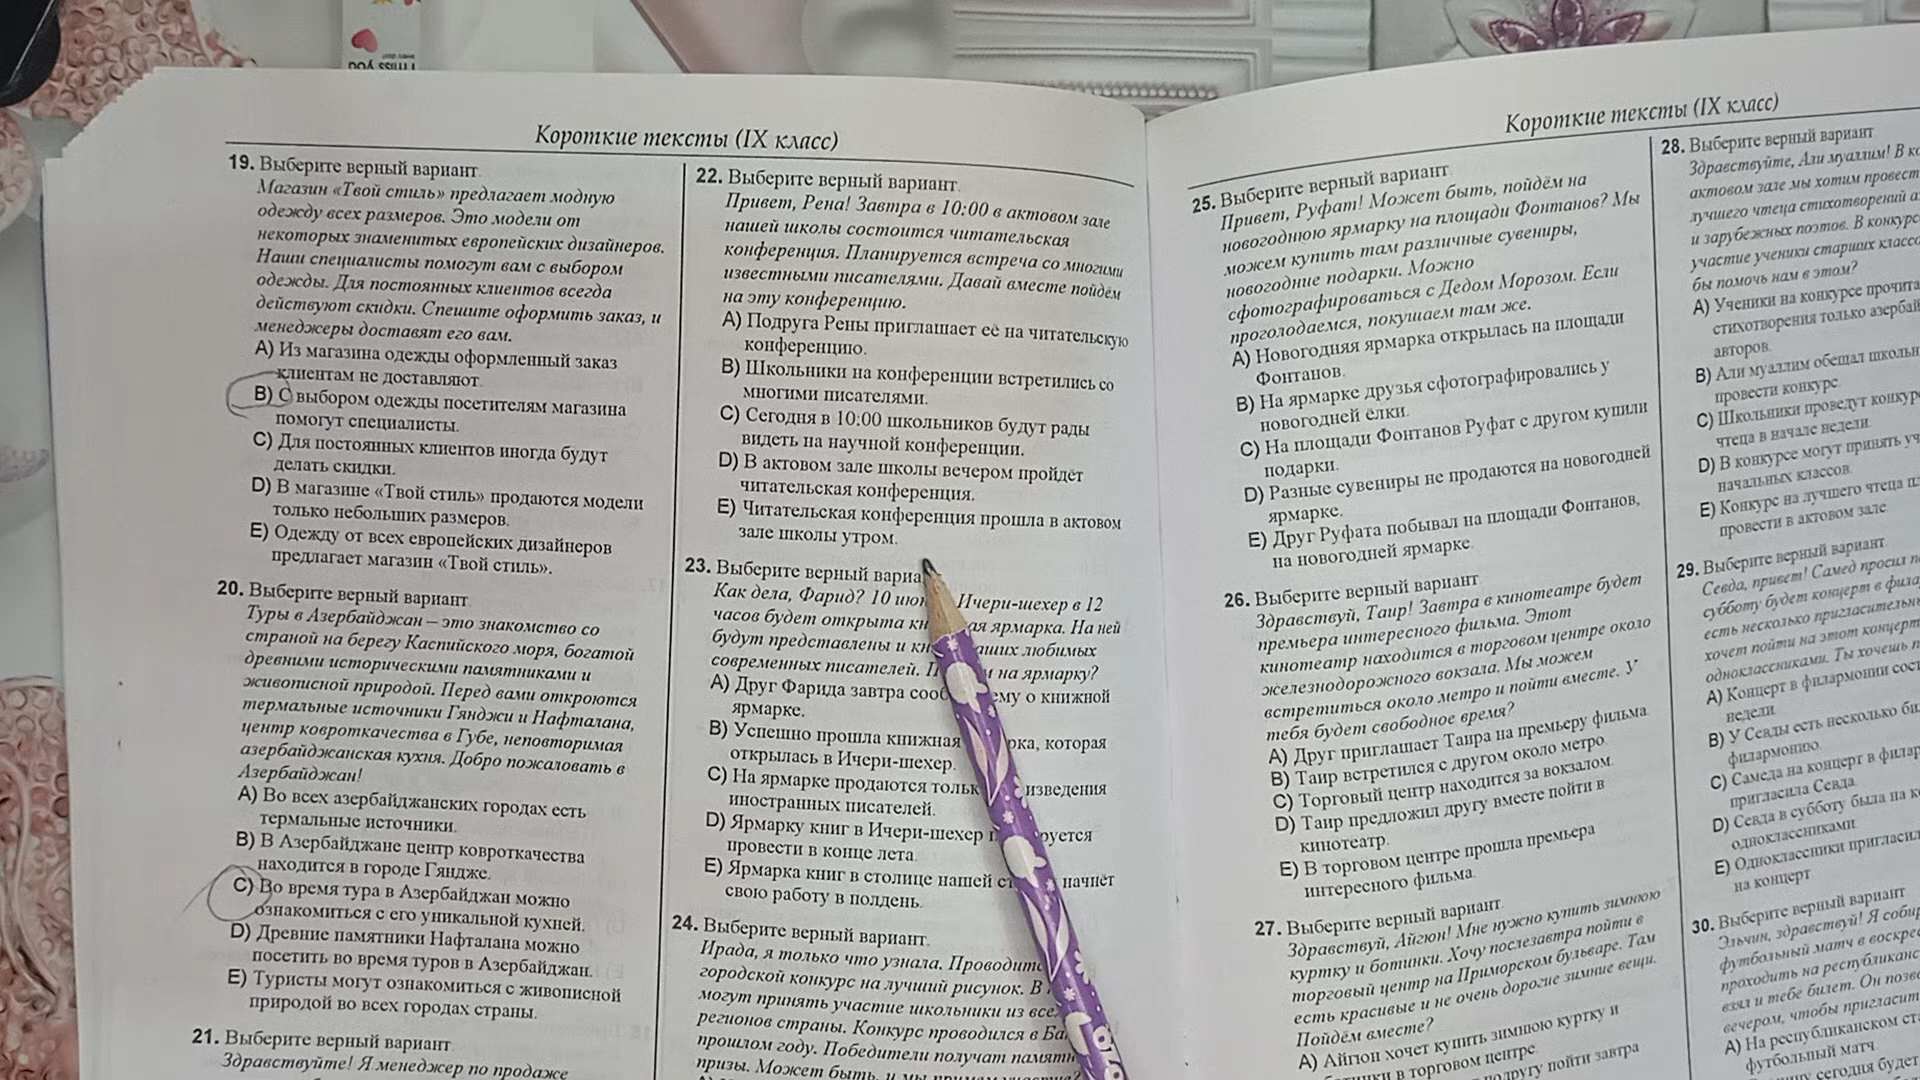 I miss you
Короткие тексты (IX класс)
19. Выберите верный вариант.
Магазин «Твой стиль» предлагает модную
одежду всех размеров. Это модели от
некоторых знаменитых европейских дизайнеров.
Наши специалисты помогут вам с выбором
одежды. Для постоянных клиентов всегда
действуют скидки. Спешите оформить заказ, и
менеджеры доставят его вам.
A) Из магазина одежды оформленный заказ
клиентам не доставляют.
B) С выбором одежды посетителям магазина
помогут специалисты.
C) Для постоянных клиентов иногда будут
делать скидки.
D) В магазине «Твой стиль» продаются модели
только небольших размеров.
E) Одежду от всех европейских дизайнеров
предлагает магазин «Твой стиль».
20. Выберите верный вариант.
Туры в Азербайджан – это знакомство со
страной на берегу Каспийского моря, богатой
древними историческими памятниками и
живописной природой. Перед вами откроются
термальные источники Гянджи и Нафталана,
центр ковроткачества в Губе, неповторимая
азербайджанская кухня. Добро пожаловать в
Азербайджан!
A) Во всех азербайджанских городах есть
термальные источники.
B) В Азербайджане центр ковроткачества
находится в городе Гяндже.
C) Во время тура в Азербайджан можно
ознакомиться с его уникальной кухней.
D) Древние памятники Нафталана можно
посетить во время туров в Азербайджан.
E) Туристы могут ознакомиться с живописной
природой во всех городах страны.
21. Выберите верный вариант.
Здравствуйте! Я менеджер по продаже
22. Выберите верный вариант.
Привет, Рена! Завтра в 10:00 в актовом зале
нашей школы состоится читательская
конференция. Планируется встреча со многими
известными писателями. Давай вместе пойдём
на эту конференцию.
A) Подруга Рены приглашает её на читательскую
конференцию.
B) Школьники на конференции встретились со
многими писателями.
C) Сегодня в 10:00 школьников будут рады
видеть на научной конференции.
D) В актовом зале школы вечером пройдёт
читательская конференция.
E) Читательская конференция прошла в актовом
зале школы утром.
23. Выберите верный вариа
Как дела, Фарид? 10 июн Ичери-шехер в 12
часов будет открыта кн ая ярмарка. На ней
будут представлены и кн аших любимых
современных писателей. П на ярмарку?
A) Друг Фарида завтра сооб ему о книжной
ярмарке.
B) Успешно прошла книжная рка, которая
открылась в Ичери-шехер.
C) На ярмарке продаются тольк изведения
иностранных писателей.
D) Ярмарку книг в Ичери-шехер руется
провести в конце лета.
E) Ярмарка книг в столице нашей ст начнёт
свою работу в полдень.
24. Выберите верный вариант.
Ирада, я только что узнала. Проводитс
городской конкурс на лучший рисунок. В
могут принять участие школьники из все
регионов страны. Конкурс проводился в Ба
прошлом году. Победители получат памятн
призы. Может быть, и мы примем участие?
Короткие тексты (IX класс)
25. Выберите верный вариант.
Привет, Руфат! Может быть, пойдём на
новогоднюю ярмарку на площади Фонтанов? Мы
можем купить там различные сувениры,
новогодние подарки. Можно
сфотографироваться с Дедом Морозом. Если
проголодаемся, покушаем там же.
A) Новогодняя ярмарка открылась на площади
Фонтанов.
B) На ярмарке друзья сфотографировались у
новогодней ёлки.
C) На площади Фонтанов Руфат с другом купили
подарки.
D) Разные сувениры не продаются на новогодней
ярмарке.
E) Друг Руфата побывал на площади Фонтанов,
на новогодней ярмарке.
26. Выберите верный вариант.
Здравствуй, Таир! Завтра в кинотеатре будет
премьера интересного фильма. Этот
кинотеатр находится в торговом центре около
железнодорожного вокзала. Мы можем
встретиться около метро и пойти вместе. У
тебя будет свободное время?
A) Друг приглашает Таира на премьеру фильма.
B) Таир встретился с другом около метро.
C) Торговый центр находится за вокзалом.
D) Таир предложил другу вместе пойти в
кинотеатр.
E) В торговом центре прошла премьера
интересного фильма.
27. Выберите верный вариант.
Здравствуй, Айгюн! Мне нужно купить зимнюю
куртку и ботинки. Хочу послезавтра пойти в
торговый центр на Приморском бульваре. Там
есть красивые и не очень дорогие зимние вещи.
Пойдём вместе?
A) Айгюн хочет купить зимнюю куртку и
ботинки в торговом центре.
подругу пойти завтра
28. Выберите верный вариант.
Здравствуйте, Али муаллим! В ко
актовом зале мы хотим провест
лучшего чтеца стихотворений а
и зарубежных поэтов. В конкурс
участие ученики старших классо
бы помочь нам в этом?
A) Ученики на конкурсе прочита
стихотворения только азербай
авторов.
B) Али муаллим обещал школьн
провести конкурс.
C) Школьники проведут конкур
чтеца в начале недели.
D) В конкурсе могут принять уч
начальных классов.
E) Конкурс на лучшего чтеца пл
провести в актовом зале.
29. Выберите верный вариант.
Севда, привет! Самед просил п
субботу будет концерт в фила
есть несколько пригласительн
хочет пойти на этот концерт
одноклассниками. Ты хочешь п
A) Концерт в филармонии сост
недели.
B) У Севды есть несколько би
филармонию.
C) Самеда на концерт в филар
пригласила Севда.
D) Севда в субботу была на к
одноклассниками.
E) Одноклассники пригласил
на концерт.
30. Выберите верный вариант.
Эльчин, здравствуй! Я собир
футбольный матч в воскрес
проходить на республиканс
взял и тебе билет. Он позв
вечером, чтобы пригласит
A) На республиканском ст
футбольный матч.
сегодня будет